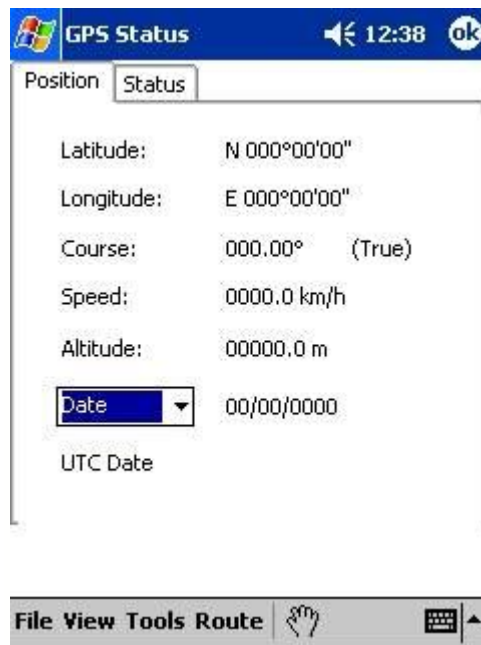 GPS Status 12:38 ok
Position Status
Latitude: N 000°00'00"
Longitude: E 000°00'00"
Course: 000.00° (True)
Speed: 0000.0 km/h
Altitude: 00000.0 m
Date 00/00/0000
UTC Date
File View Tools Route